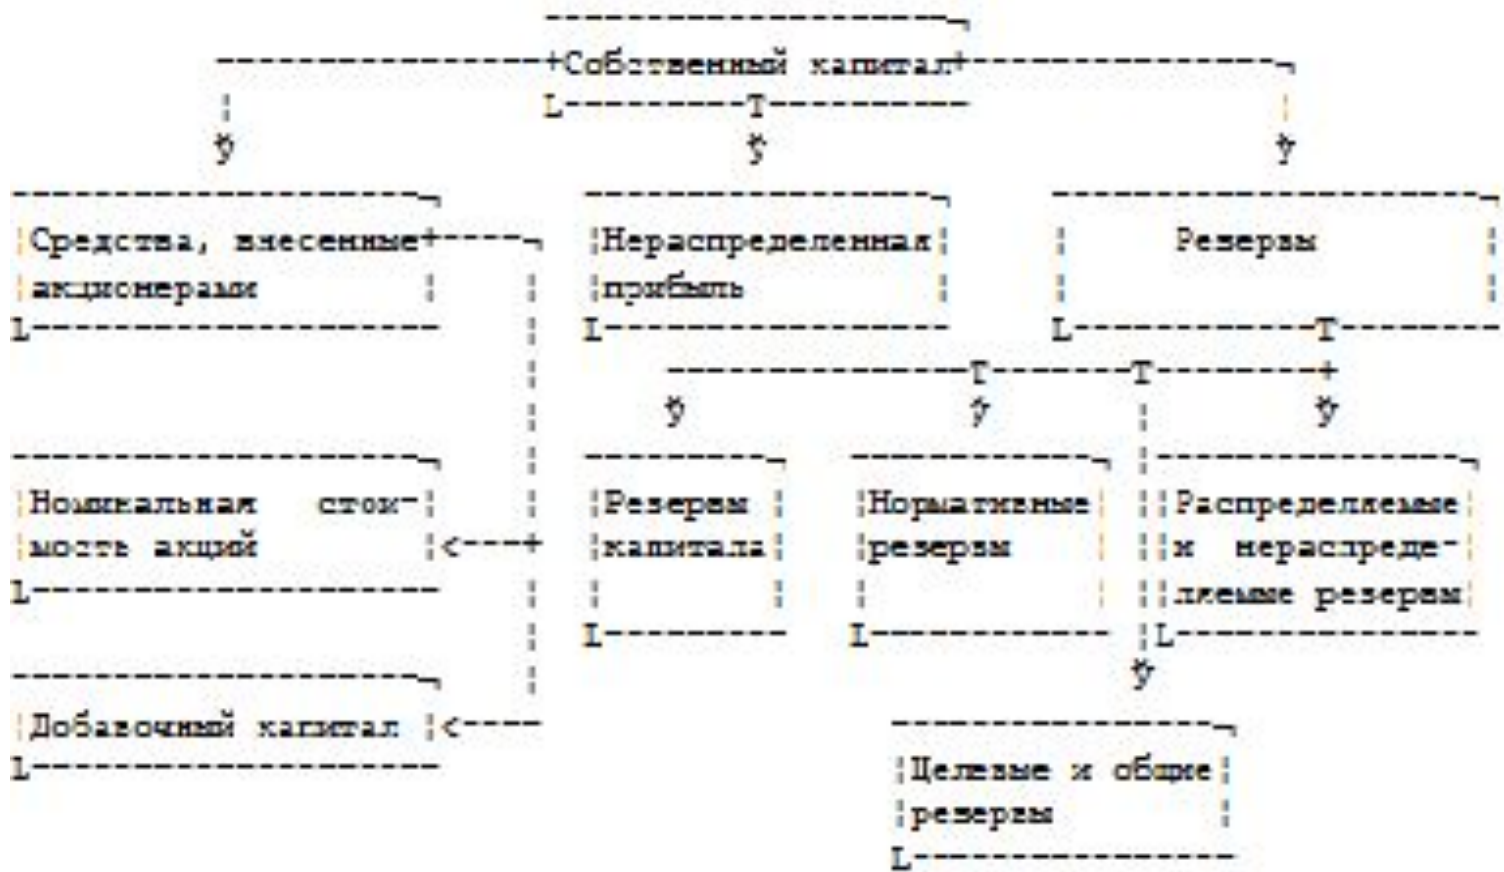 Собственный капитал
Средства, внесенные
акционерами
Нераспределенная
прибыль
Резервы
Номинальная стои-
мость акций
Резервы
капитала
Нормативные
резервы
Распределяемые
и нераспреде-
ляемые резервы
Добавочный капитал
Целевые и общие
резервы